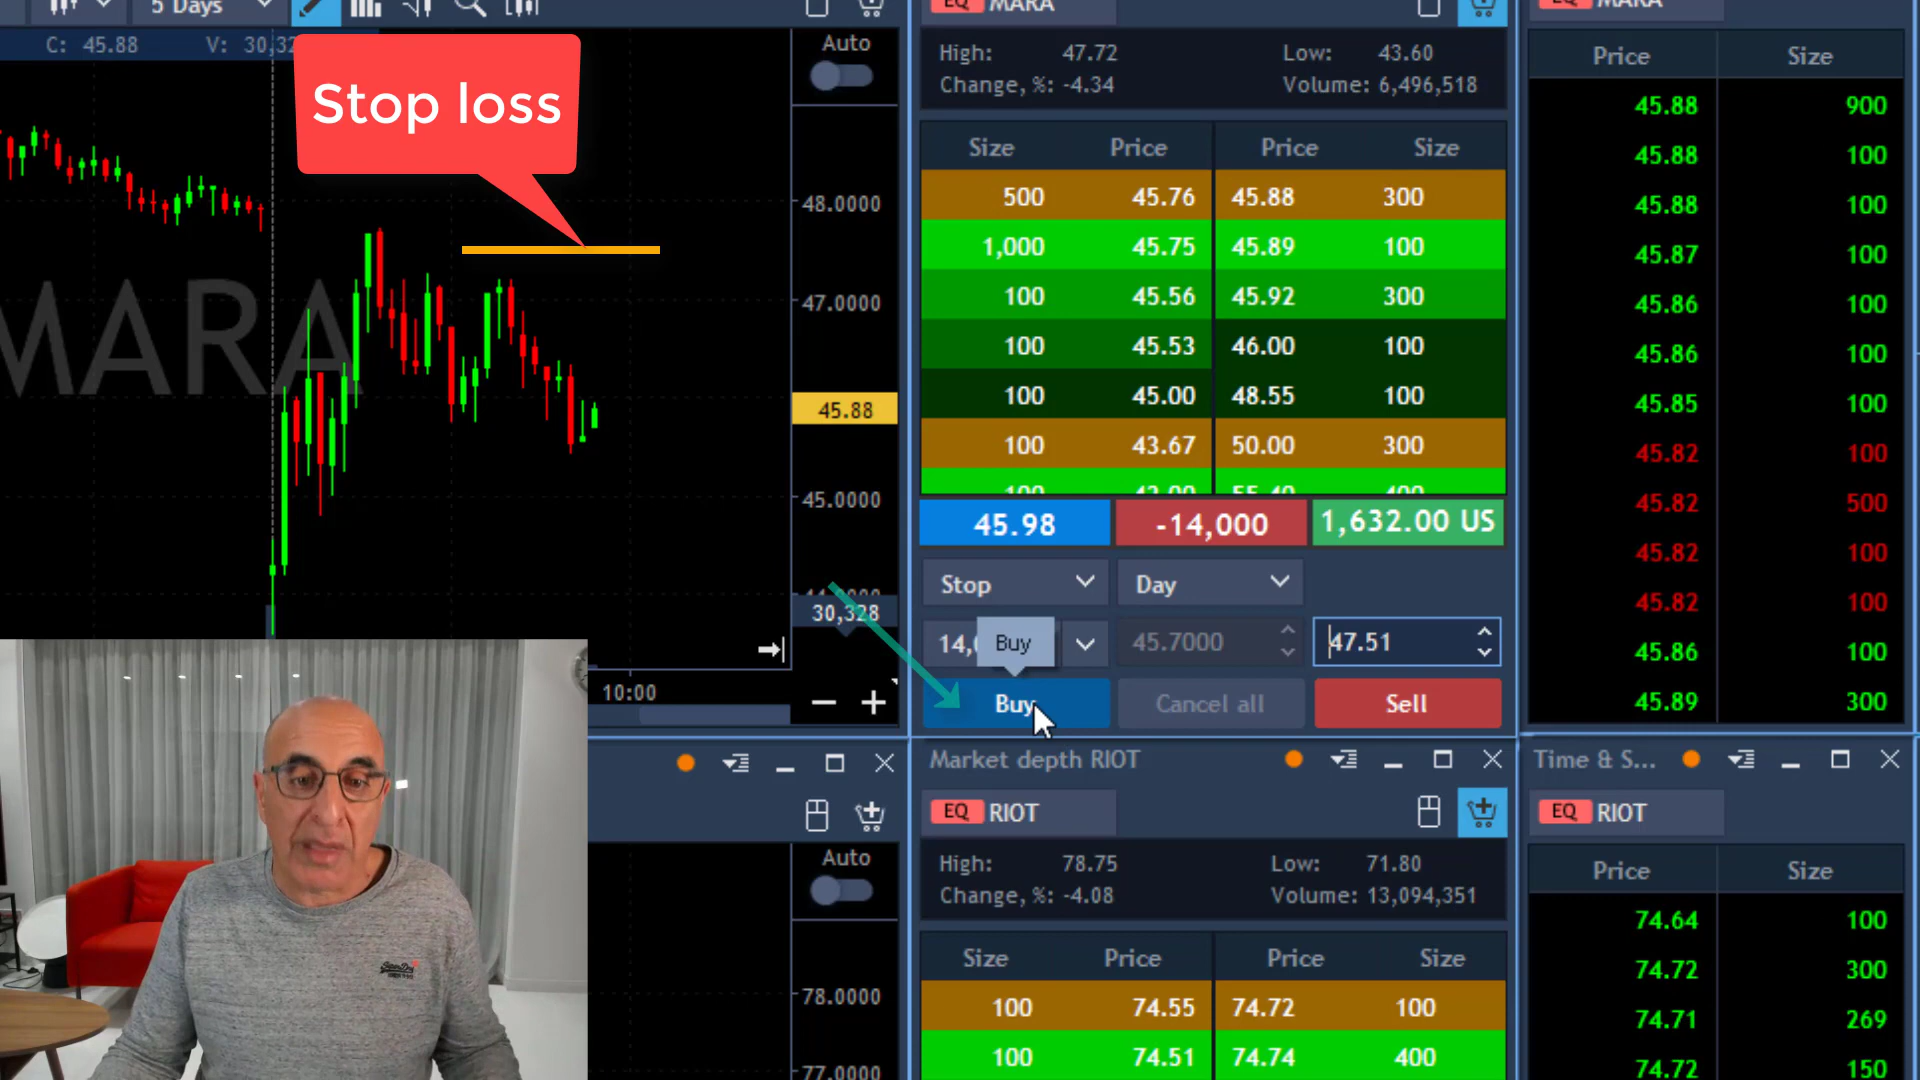 5 Days
C: 45.88 V: 30,32
Stop loss
MARA
Auto
48.0000
47.0000
45.88
45.0000
30,328
10:00
EQ MARA
High: 47.72 Low: 43.60
Change, %: -4.34 Volume: 6,496,518
Size Price Price Size
500 45.76 45.88 300
1,000 45.75 45.89 100
100 45.56 45.92 300
100 45.53 46.00 100
100 45.00 48.55 100
100 43.67 50.00 300
45.98 -14,000 1,632.00 US
Stop Day
14, Buy 45.7000 47.51
Buy Cancel all Sell
EQ MARA
Price Size
45.88 900
45.88 100
45.88 100
45.87 100
45.86 100
45.86 100
45.85 100
45.82 100
45.82 500
45.82 100
45.82 100
45.86 100
45.89 300
Auto
78.0000
77.0000
Market depth RIOT
EQ RIOT
High: 78.75 Low: 71.80
Change, %: -4.08 Volume: 13,094,351
Size Price Price Size
100 74.55 74.72 100
100 74.51 74.74 400
Time & S...
EQ RIOT
Price Size
74.64 100
74.72 300
74.71 269
74.72 150